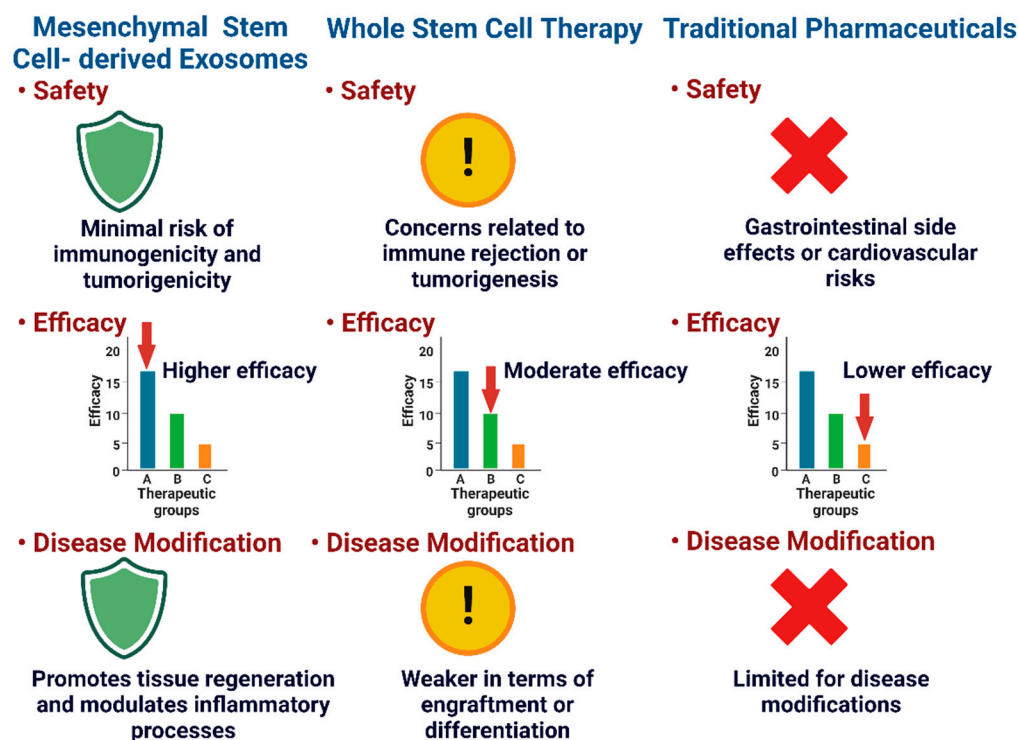 Mesenchymal Stem
Cell- derived Exosomes
• Safety
Minimal risk of
immunogenicity and
tumorigenicity
• Efficacy
Higher efficacy
Efficacy
20
15
10
5
0
A B C
Therapeutic
groups
• Disease Modification
Promotes tissue regeneration
and modulates inflammatory
processes
Whole Stem Cell Therapy
• Safety
!
Concerns related to
immune rejection or
tumorigenesis
• Efficacy
Moderate efficacy
Efficacy
20
15
10
5
0
A B C
Therapeutic
groups
• Disease Modification
!
Weaker in terms of
engraftment or
differentiation
Traditional Pharmaceuticals
• Safety
Gastrointestinal side
effects or cardiovascular
risks
• Efficacy
Lower efficacy
Efficacy
20
15
10
5
0
A B C
Therapeutic
groups
• Disease Modification
Limited for disease
modifications